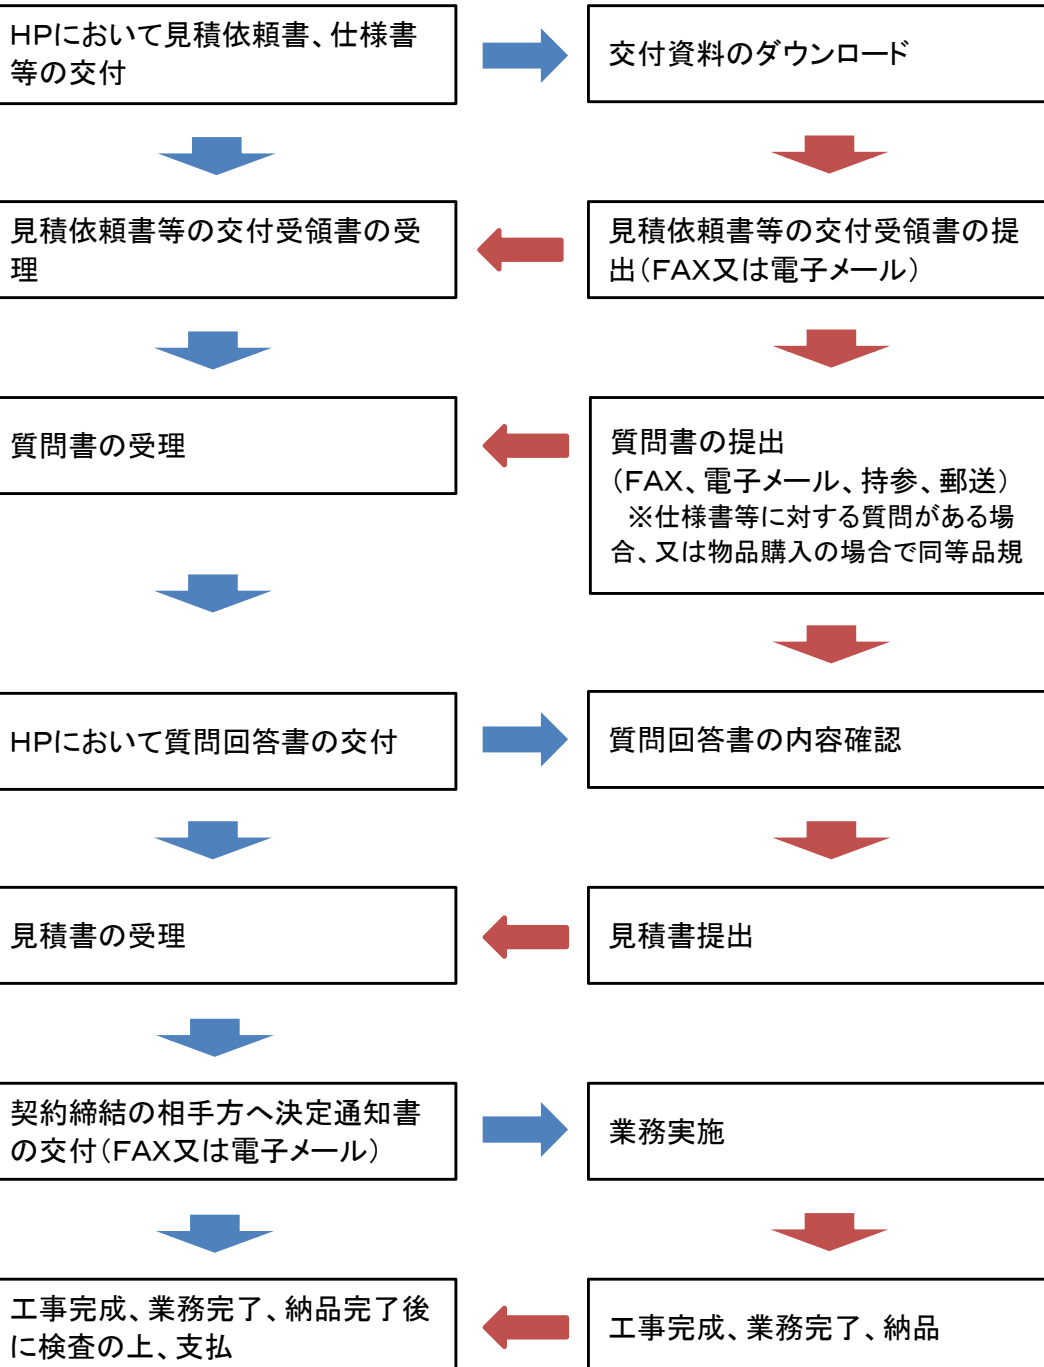 HPにおいて見積依頼書、仕様書
等の交付
交付資料のダウンロード
見積依頼書等の交付受領書の受
理
見積依頼書等の交付受領書の提
出（FAX又は電子メール）
質問書の受理
質問書の提出
（FAX、電子メール、持参、郵送）
※仕様書等に対する質問がある場
合、又は物品購入の場合で同等品規
HPにおいて質問回答書の交付
質問回答書の内容確認
見積書の受理
見積書提出
契約締結の相手方へ決定通知書
の交付（FAX又は電子メール）
業務実施
工事完成、業務完了、納品完了後
に検査の上、支払
工事完成、業務完了、納品